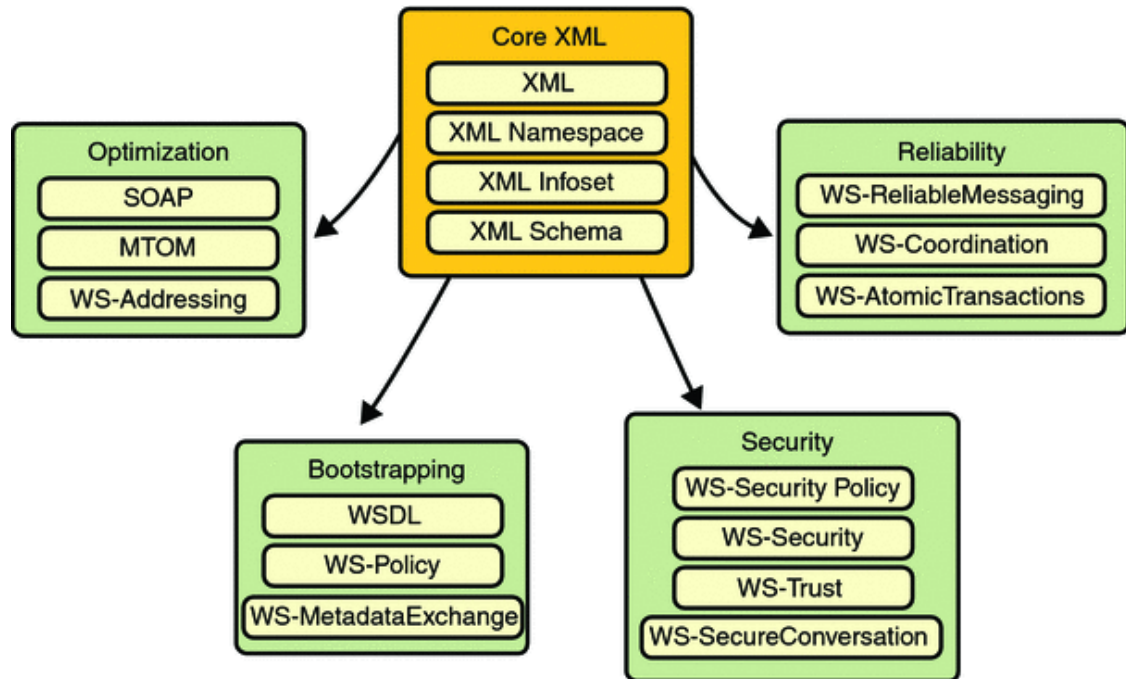 Core XML
XML
XML Namespace
XML Infoset
XML Schema
Optimization
SOAP
MTOM
WS-Addressing
Reliability
WS-ReliableMessaging
WS-Coordination
WS-AtomicTransactions
Bootstrapping
WSDL
WS-Policy
WS-MetadataExchange
Security
WS-Security Policy
WS-Security
WS-Trust
WS-SecureConversation